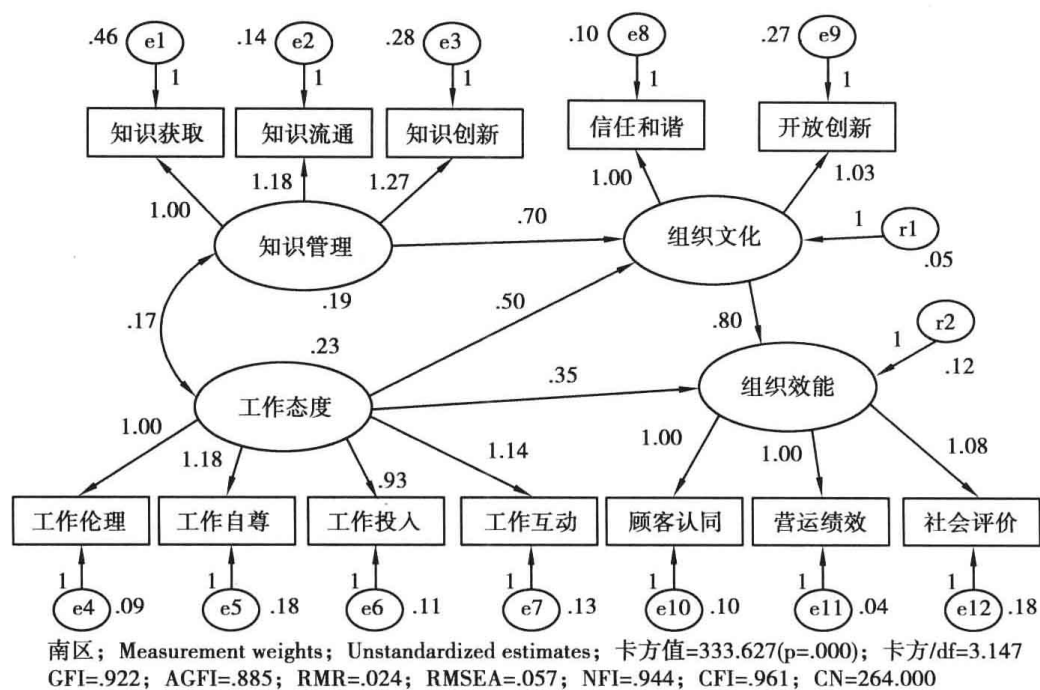 .46 e1 .14 e2 .28 e3 .10 e8 .27 e9
1 1 1 1 1
知识获取 知识流通 知识创新 信任和谐 开放创新
1.00 1.18 1.27 1.00 1.03
知识管理 .70 组织文化 1 r1
.19 .50 .05
.17 .80 1 r2
.23 .12
工作态度 .35 组织效能
1.00 1.18 .93 1.14 1.00 1.00 1.08
工作伦理 工作自尊 工作投入 工作互动 顾客认同 营运绩效 社会评价
1 1 1 1 1 1 1
e4 .09 e5 .18 e6 .11 e7 .13 e10 .10 e11 .04 e12 .18
南区；Measurement weights；Unstandardized estimates；卡方值=333.627(p=.000)；卡方/df=3.147
GFI=.922；AGFI=.885；RMR=.024；RMSEA=.057；NFI=.944；CFI=.961；CN=264.000